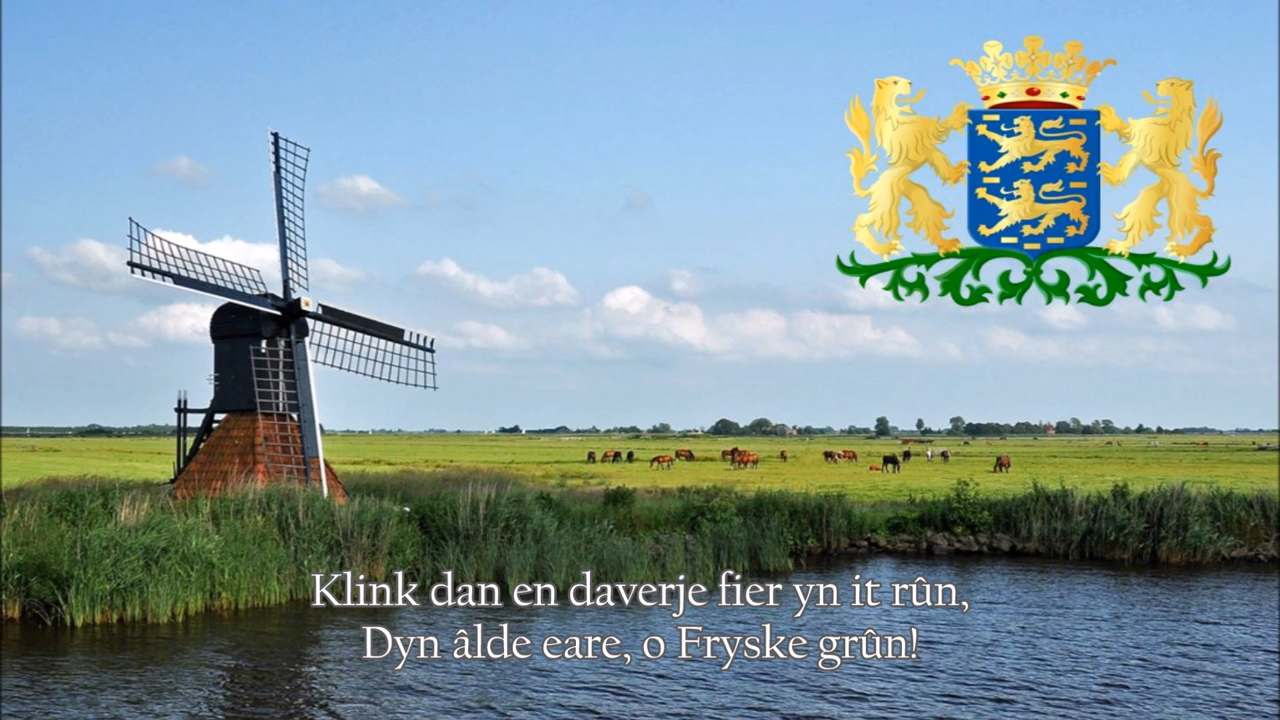 Klink dan en daverje fier yn it rûn,
Dyn âlde eare, o Fryske grûn!